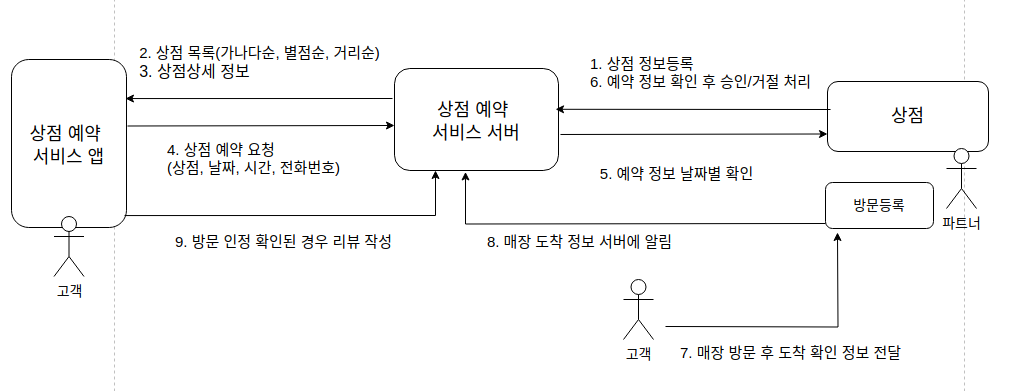 2. 상점 목록(가나다순, 별점순, 거리순)
3. 상점상세 정보
1. 상점 정보등록
6. 예약 정보 확인 후 승인/거절 처리
상점 예약
서비스 앱
상점 예약
서비스 서버
상점
4. 상점 예약 요청
(상점, 날짜, 시간, 전화번호)
5. 예약 정보 날짜별 확인
방문등록
파트너
9. 방문 인정 확인된 경우 리뷰 작성
8. 매장 도착 정보 서버에 알림
고객
고객
7. 매장 방문 후 도착 확인 정보 전달